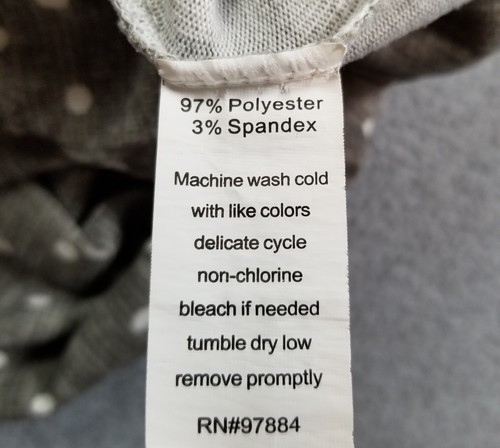 97% Polyester
3% Spandex
Machine wash cold
with like colors
delicate cycle
non-chlorine
bleach if needed
tumble dry low
remove promptly
RN#97884